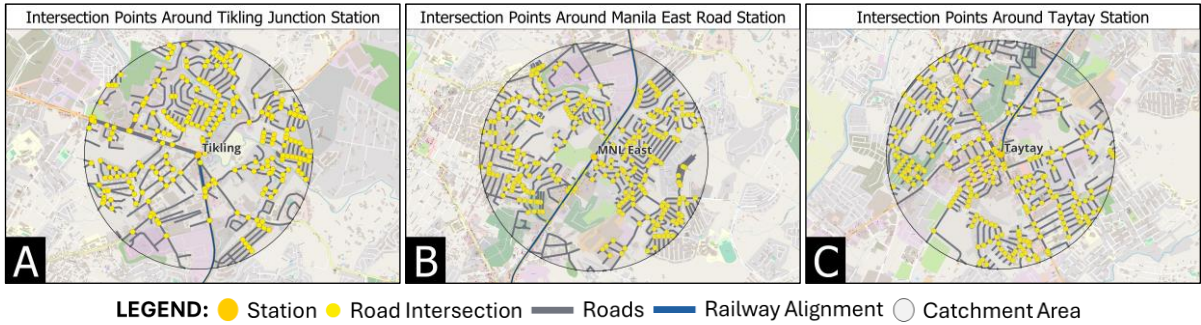 Intersection Points Around Tikling Junction Station
Intersection Points Around Manila East Road Station
Intersection Points Around Taytay Station
Tikling
MNL East
Taytay
A
B
C
LEGEND: Station Road Intersection Roads Railway Alignment Catchment Area